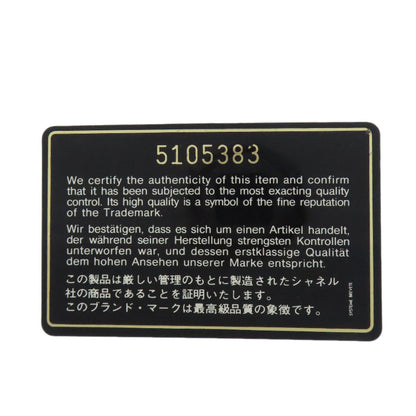 5105383
We certify the authenticity of this item and confirm
that it has been subjected to the most exacting quality
control. Its high quality is a symbol of the fine reputation
of the Trademark.
Wir bestätigen, dass es sich um einen Artikel handelt,
der während seiner Herstellung strengsten Kontrollen
unterworfen war, und dessen erstklassige Qualität
dem hohen Ansehen unserer Marke entspricht.
この製品は厳しい管理のもとに製造されたシャネル
社の商品であることを証明いたします。
このブランド・マークは最高級品質の象徴です。